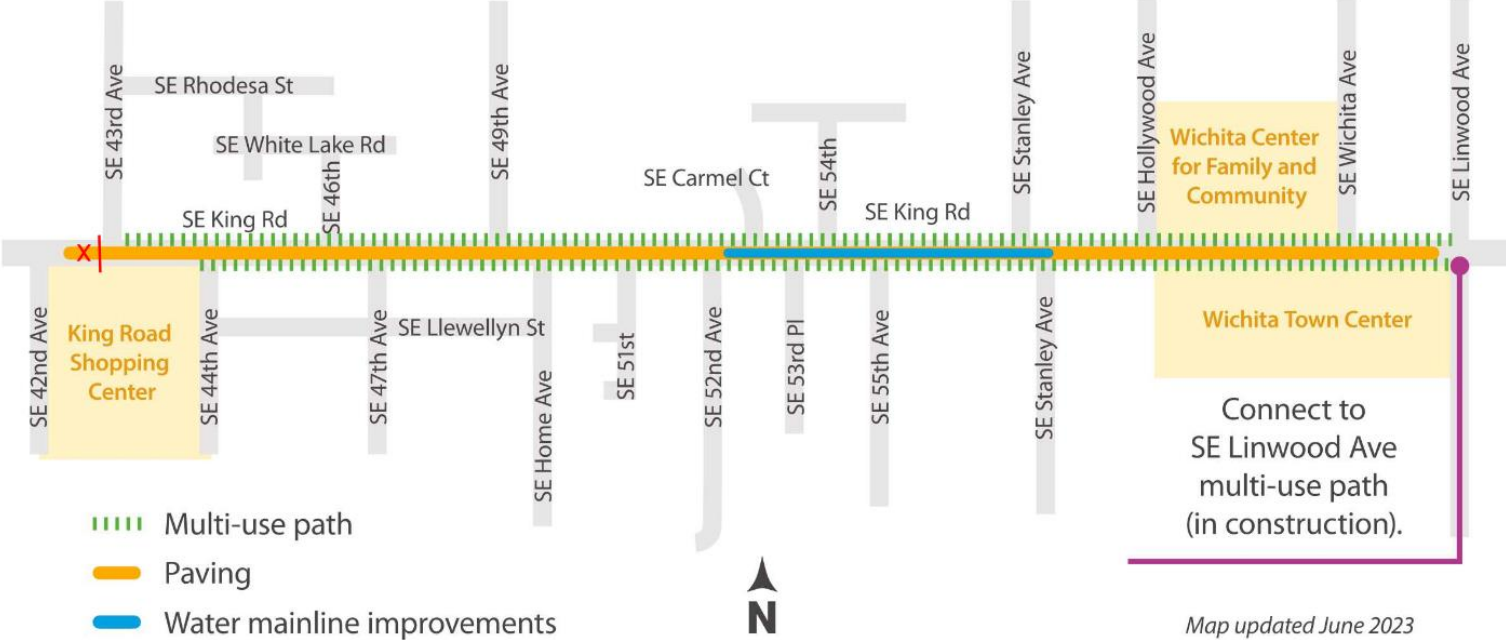 SE 43rd Ave
SE Rhodesa St
SE White Lake Rd
SE 46th
SE King Rd
SE 49th Ave
SE Carmel Ct
SE 54th
SE King Rd
SE Stanley Ave
SE Hollywood Ave
Wichita Center
for Family and
Community
SE Wichita Ave
SE Linwood Ave
X
SE 42nd Ave
King Road
Shopping
Center
SE 44th Ave
SE 47th Ave
SE Llewellyn St
SE Home Ave
SE 51st
SE 52nd Ave
SE 53rd Pl
SE 55th Ave
SE Stanley Ave
Wichita Town Center
Connect to
SE Linwood Ave
multi-use path
(in construction).
Multi-use path
Paving
Water mainline improvements
N
Map updated June 2023